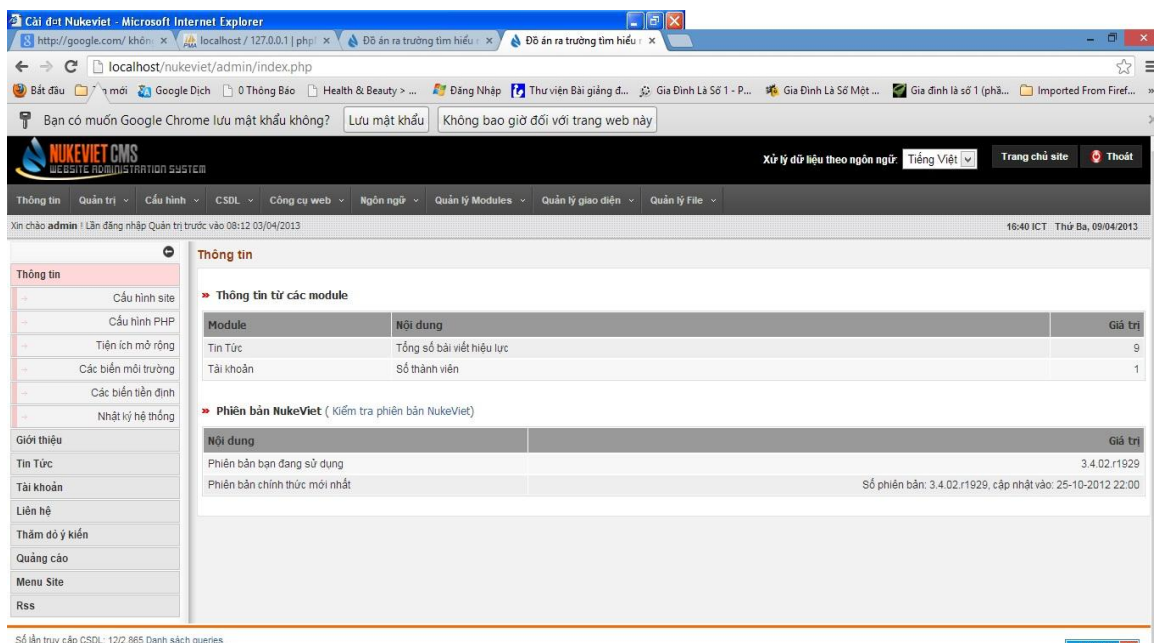 Cài đặt Nukeviet - Microsoft Internet Explorer
http://google.com/ khôn
localhost / 127.0.0.1 | php
Đồ án ra trường tìm hiểu
Đồ án ra trường tìm hiểu
localhost/nukeviet/admin/index.php
Bắt đầu
mới
Google Dịch
0 Thông Báo
Health & Beauty > ...
Đăng Nhập
Thư viện Bài giảng đ...
Gia Đình Là Số 1 - P...
Gia Đình Là Số Một ...
Gia đình là số 1 (phầ...
Imported From Firef...
Bạn có muốn Google Chrome lưu mật khẩu không?
Lưu mật khẩu
Không bao giờ đối với trang web này
NUKEVIET CMS
WEBSITE ADMINISTRATION SYSTEM
Xử lý dữ liệu theo ngôn ngữ: Tiếng Việt
Trang chủ site
Thoát
Thông tin
Quản trị
Cấu hình
CSDL
Công cụ web
Ngôn ngữ
Quản lý Modules
Quản lý giao diện
Quản lý File
Xin chào admin ! Lần đăng nhập Quản trị trước vào 08:12 03/04/2013
16:40 ICT Thứ Ba, 09/04/2013
Thông tin
Cấu hình site
Cấu hình PHP
Tiện ích mở rộng
Các biến môi trường
Các biến tiền định
Nhật ký hệ thống
Giới thiệu
Tin Tức
Tài khoản
Liên hệ
Thăm dò ý kiến
Quảng cáo
Menu Site
Rss
Thông tin
» Thông tin từ các module
Module Nội dung Giá trị
Tin Tức Tổng số bài viết hiệu lực 9
Tài khoản Số thành viên 1
» Phiên bản NukeViet ( Kiểm tra phiên bản NukeViet)
Nội dung Giá trị
Phiên bản bạn đang sử dụng 3.4.02.r1929
Phiên bản chính thức mới nhất Số phiên bản: 3.4.02.r1929, cập nhật vào: 25-10-2012 22:00
Số lần truy cập CSDL: 12/2.865 Danh sách queries